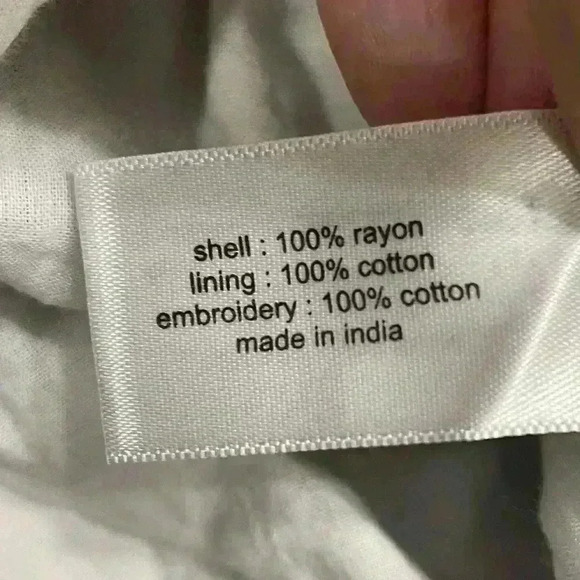 shell : 100% rayon
lining : 100% cotton
embroidery : 100% cotton
made in india